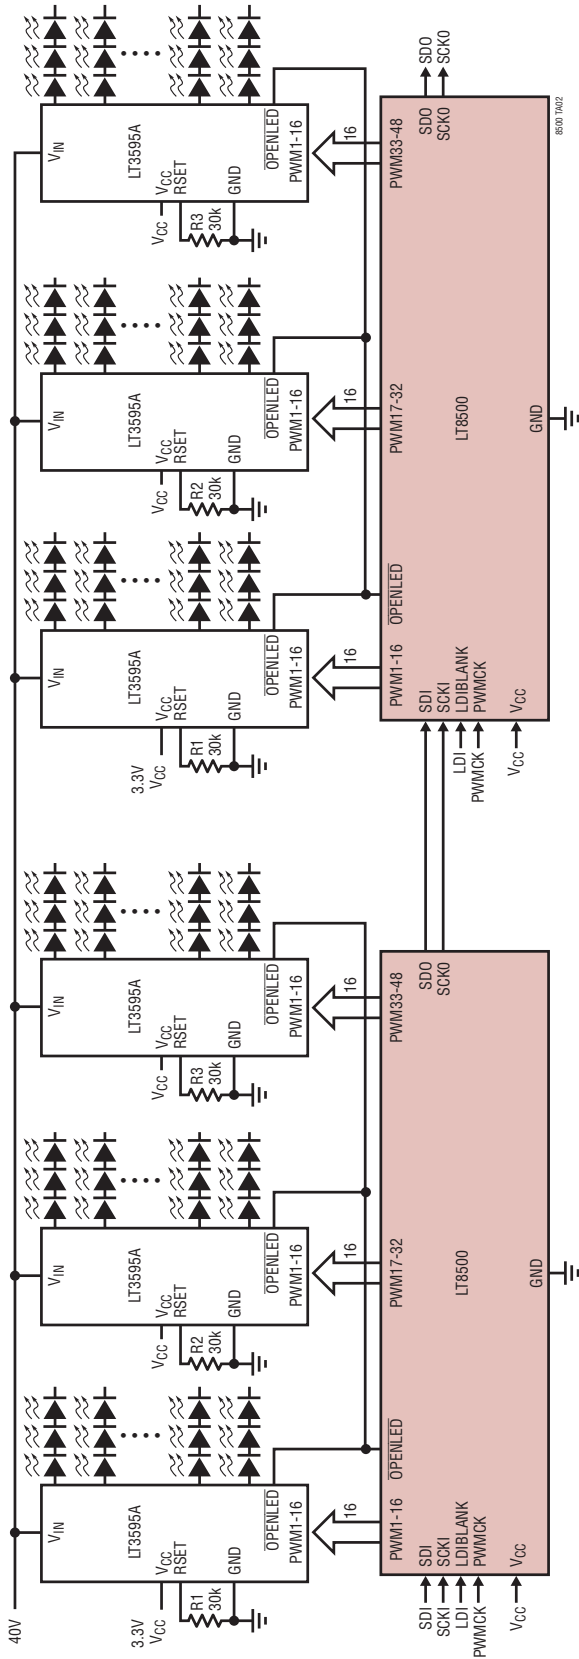 40V
VIN
LT3595A
3.3V
VCC
VCC
RSET
R1
30k
GND
OPENLED
PWM1-16
16
VIN
LT3595A
VCC
VCC
RSET
R2
30k
GND
OPENLED
PWM1-16
16
VIN
LT3595A
VCC
VCC
RSET
R3
30k
GND
OPENLED
PWM1-16
16
VIN
LT3595A
3.3V
VCC
VCC
RSET
R1
30k
GND
OPENLED
PWM1-16
16
VIN
LT3595A
VCC
VCC
RSET
R2
30k
GND
OPENLED
PWM1-16
16
VIN
LT3595A
VCC
VCC
RSET
R3
30k
GND
OPENLED
PWM1-16
16
PWM1-16
OPENLED
PWM17-32
PWM33-48
SDI
SDI
SCKI
SCKI
LDI
LDIBLANK
PWMCK
PWMCK
VCC
VCC
LT8500
GND
SDO
SCKO
PWM1-16
OPENLED
PWM17-32
PWM33-48
SDI
SCKI
LDI
LDIBLANK
PWMCK
PWMCK
VCC
VCC
LT8500
GND
SDO
SDO
SCKO
SCKO
8500 TA02